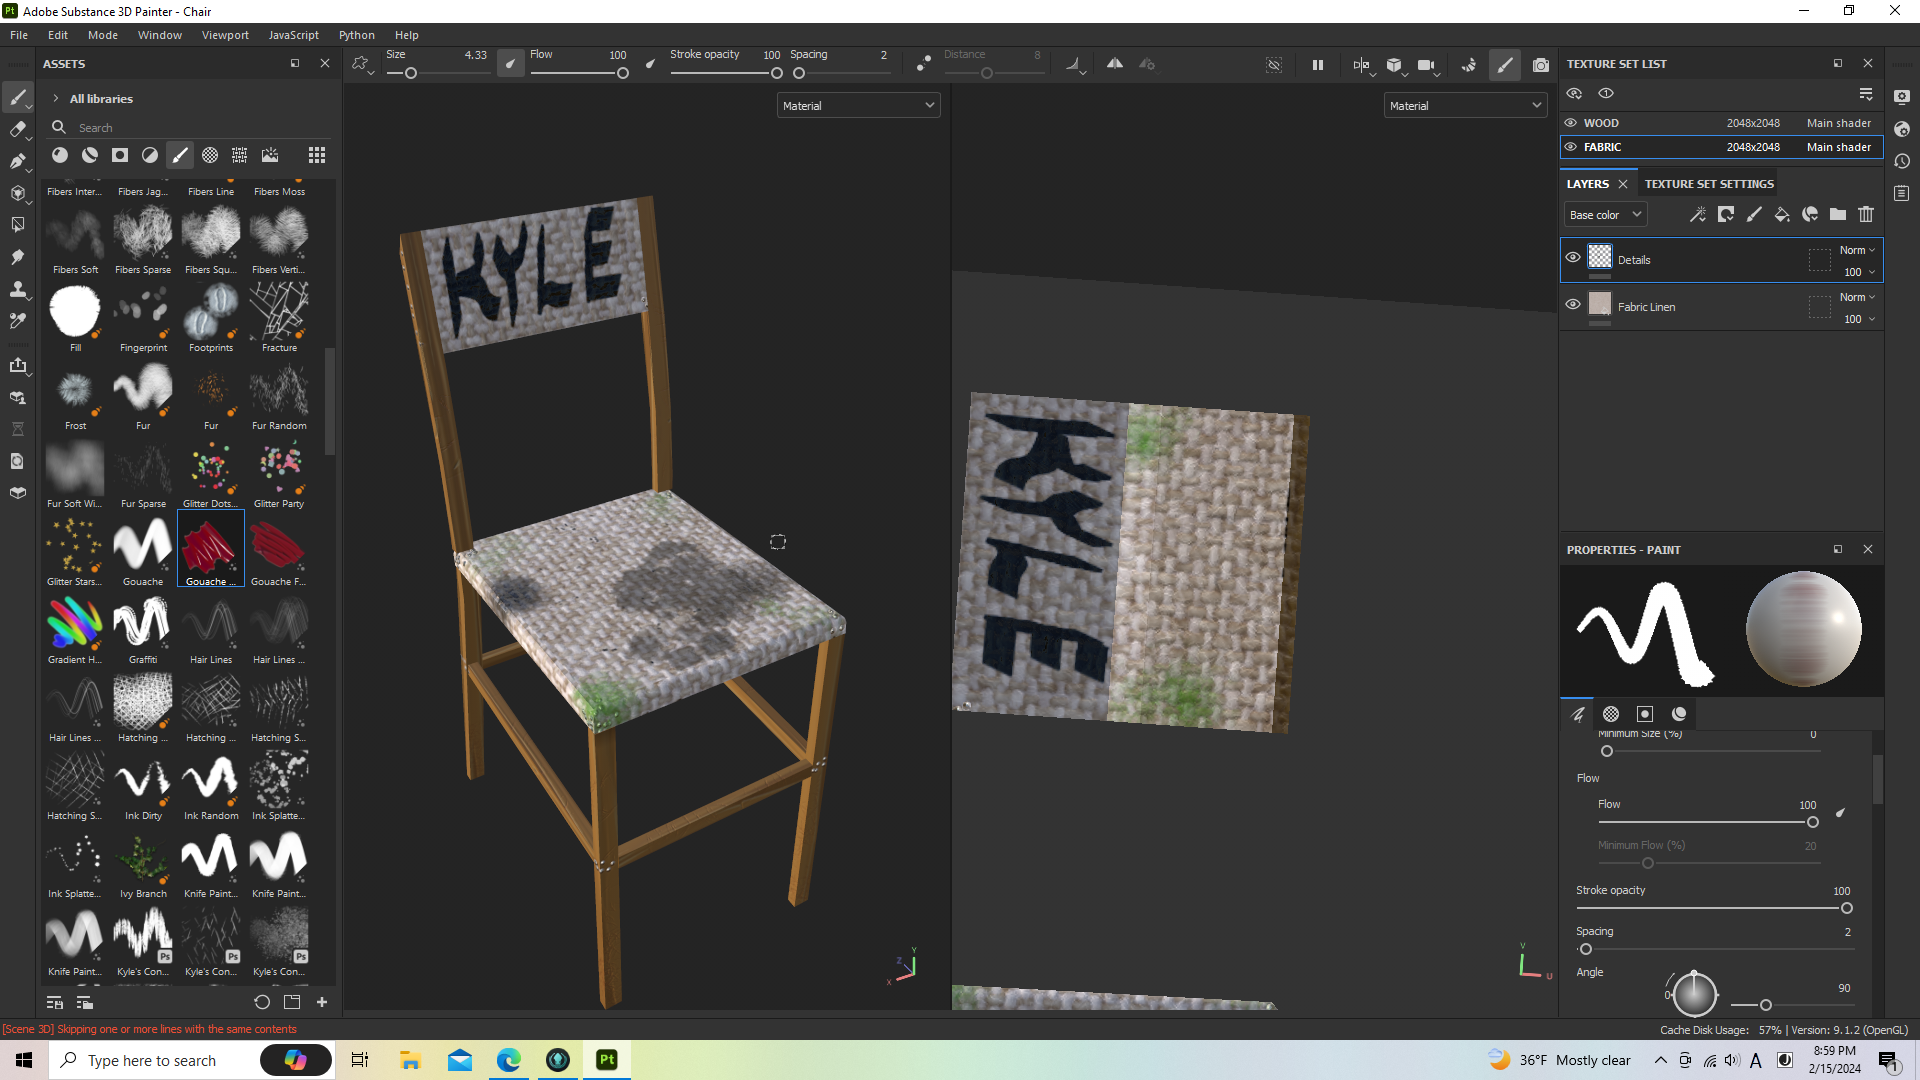 Adobe Substance 3D Painter - Chair
File Edit Mode Window Viewport JavaScript Python Help
ASSETS
All libraries
Search
Fibers Inter... Fibers Jag... Fibers Line Fibers Moss
Fibers Soft Fibers Sparse Fibers Squ... Fibers Verti...
Fill Fingerprint Footprints Fracture
Frost Fur Fur Fur Random
Fur Soft Wi... Fur Sparse Glitter Dots... Glitter Party
Glitter Stars... Gouache Gouache ... Gouache F...
Gradient H... Graffiti Hair Lines Hair Lines ...
Hair Lines ... Hatching ... Hatching ... Hatching S...
Hatching S... Ink Dirty Ink Random Ink Splatte...
Ink Splatte... Ivy Branch Knife Paint... Knife Paint...
Knife Paint... Kyle's Con... Kyle's Con... Kyle's Con...
Ps Ps Ps
Size 4.33 Flow 100 Stroke opacity 100 Spacing 2 Distance 8
Material
Material
KYLE
KYLE
Y
Z
X
V
U
TEXTURE SET LIST
WOOD 2048x2048 Main shader
FABRIC 2048x2048 Main shader
LAYERS TEXTURE SET SETTINGS
Base color
Details Norm 100
Fabric Linen Norm 100
PROPERTIES - PAINT
Minimum Size (%) 0
Flow
Flow 100
Minimum Flow (%) 20
Stroke opacity 100
Spacing 2
Angle
0 90
[Scene 3D] Skipping one or more lines with the same contents
Cache Disk Usage: 57% | Version: 9.1.2 (OpenGL)
Type here to search
Pt
36°F Mostly clear
A
8:59 PM
2/15/2024
1